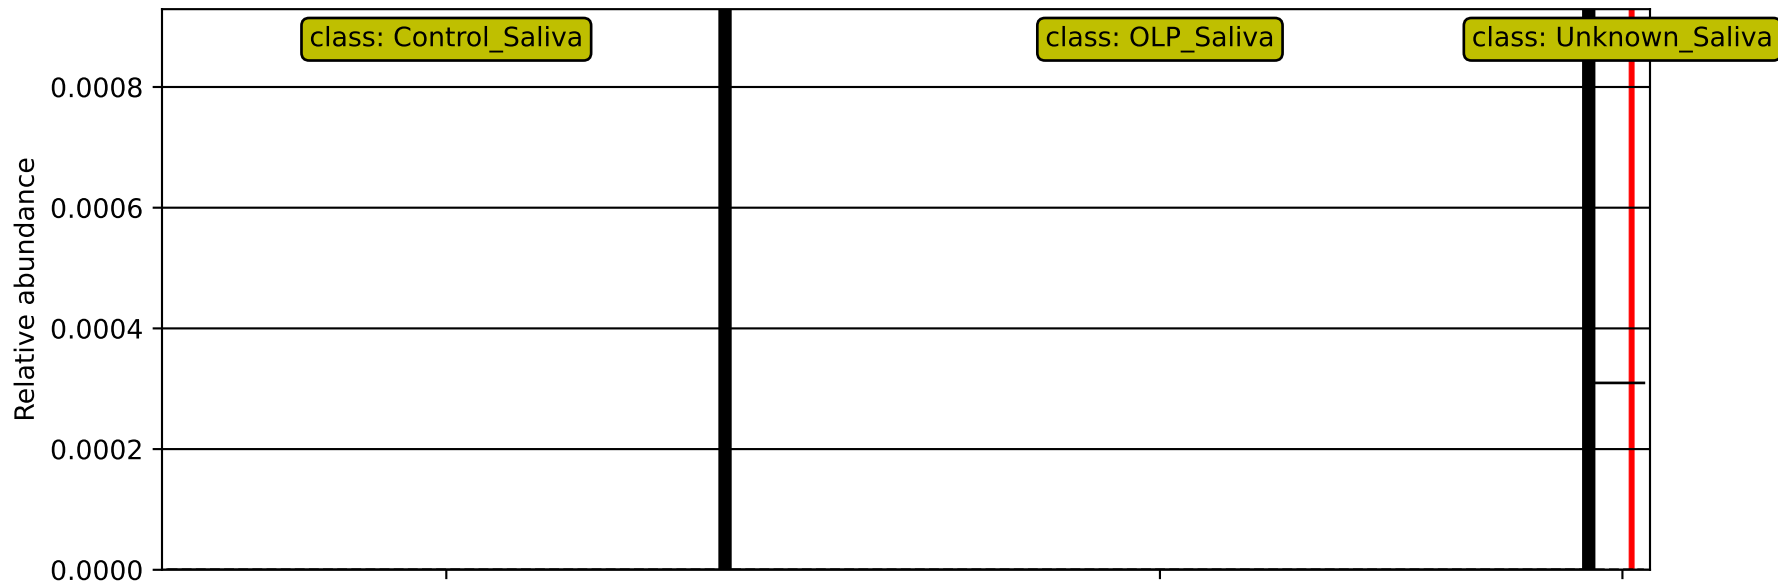 class: Control_Saliva
class: OLP_Saliva
class: Unknown_Saliva
0.0008
0.0006
0.0004
0.0002
0.0000
Relative abundance